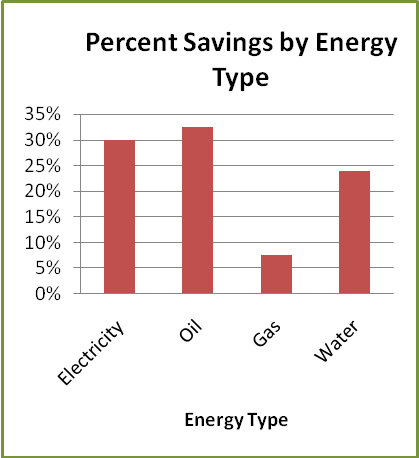 Percent Savings by Energy
Type
35%
30%
25%
20%
15%
10%
5%
0%
Electricity
Oil
Gas
Water
Energy Type